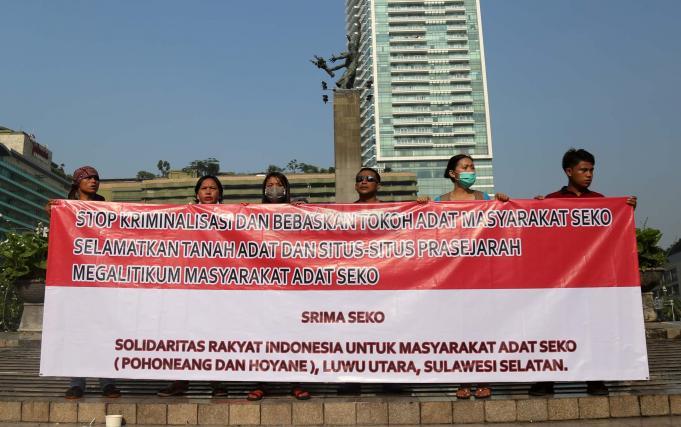 STOP KRIMINALISASI DAN BEBASKAN TOKOH ADAT MASYARAKAT SEKO
SELAMATKAN TANAH ADAT DAN SITUS-SITUS PRASEJARAH
MEGALITIKUM MASYARAKAT ADAT SEKO
SRIMA SEKO
SOLIDARITAS RAKYAT INDONESIA UNTUK MASYARAKAT ADAT SEKO
( POHONEANG DAN HOYANE ), LUWU UTARA, SULAWESI SELATAN.